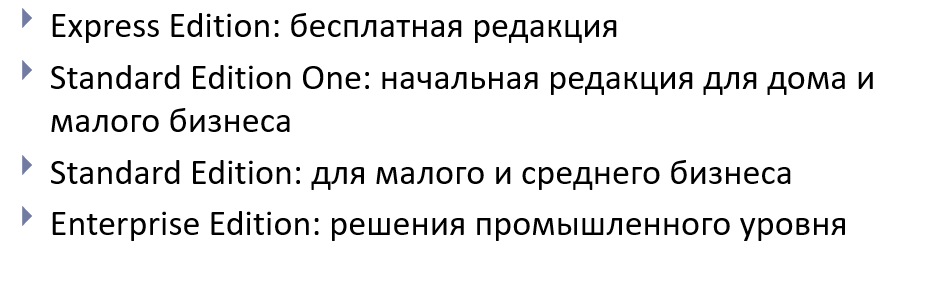 Express Edition: бесплатная редакция
Standard Edition One: начальная редакция для дома и
малого бизнеса
Standard Edition: для малого и среднего бизнеса
Enterprise Edition: решения промышленного уровня